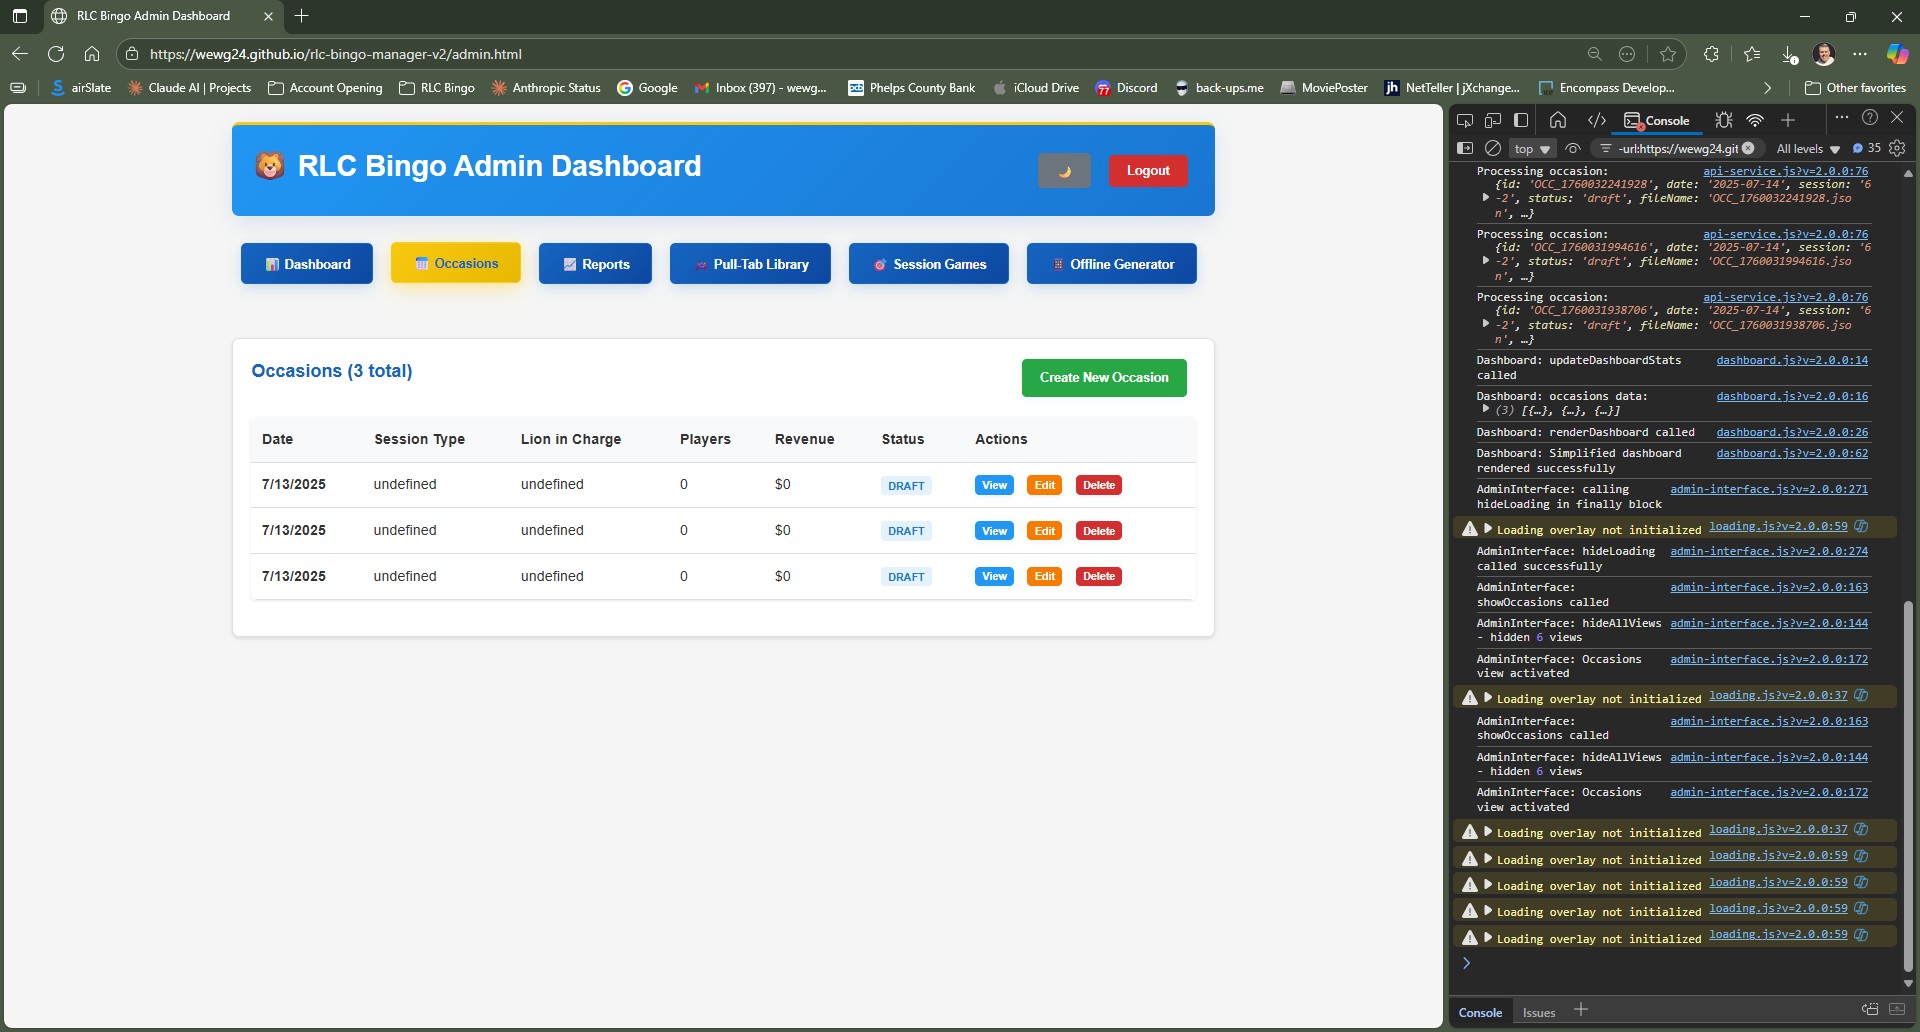 RLC Bingo Admin Dashboard
https://wewg24.github.io/rlc-bingo-manager-v2/admin.html
airSlate
Claude AI | Projects
Account Opening
RLC Bingo
Anthropic Status
Google
Inbox (397) - wewg...
Phelps County Bank
iCloud Drive
Discord
back-ups.me
MoviePoster
NetTeller | jXchange...
Encompass Develop...
Other favorites
RLC Bingo Admin Dashboard
Logout
Dashboard
Occasions
Reports
Pull-Tab Library
Session Games
Offline Generator
Occasions (3 total)
Create New Occasion
Date Session Type Lion in Charge Players Revenue Status Actions
7/13/2025 undefined undefined 0 $0 DRAFT View Edit Delete
7/13/2025 undefined undefined 0 $0 DRAFT View Edit Delete
7/13/2025 undefined undefined 0 $0 DRAFT View Edit Delete
Console
top
-url:https://wewg24.git
All levels
35
Processing occasion: api-service.js?v=2.0.0:76
{id: 'OCC_1760032241928', date: '2025-07-14', session: '6
-2', status: 'draft', fileName: 'OCC_1760032241928.jso
n', …}
Processing occasion: api-service.js?v=2.0.0:76
{id: 'OCC_1760031994616', date: '2025-07-14', session: '6
-2', status: 'draft', fileName: 'OCC_1760031994616.jso
n', …}
Processing occasion: api-service.js?v=2.0.0:76
{id: 'OCC_1760031938706', date: '2025-07-14', session: '6
-2', status: 'draft', fileName: 'OCC_1760031938706.jso
n', …}
Dashboard: updateDashboardStats dashboard.js?v=2.0.0:14
called
Dashboard: occasions data: dashboard.js?v=2.0.0:16
(3) [{…}, {…}, {…}]
Dashboard: renderDashboard called dashboard.js?v=2.0.0:26
Dashboard: Simplified dashboard dashboard.js?v=2.0.0:62
rendered successfully
AdminInterface: calling admin-interface.js?v=2.0.0:271
hideLoading in finally block
Loading overlay not initialized loading.js?v=2.0.0:59
AdminInterface: hideLoading admin-interface.js?v=2.0.0:274
called successfully
AdminInterface: admin-interface.js?v=2.0.0:163
showOccasions called
AdminInterface: hideAllViews admin-interface.js?v=2.0.0:144
- hidden 6 views
AdminInterface: Occasions admin-interface.js?v=2.0.0:172
view activated
Loading overlay not initialized loading.js?v=2.0.0:37
AdminInterface: admin-interface.js?v=2.0.0:163
showOccasions called
AdminInterface: hideAllViews admin-interface.js?v=2.0.0:144
- hidden 6 views
AdminInterface: Occasions admin-interface.js?v=2.0.0:172
view activated
Loading overlay not initialized loading.js?v=2.0.0:37
Loading overlay not initialized loading.js?v=2.0.0:59
Loading overlay not initialized loading.js?v=2.0.0:59
Loading overlay not initialized loading.js?v=2.0.0:59
Loading overlay not initialized loading.js?v=2.0.0:59
Console
Issues